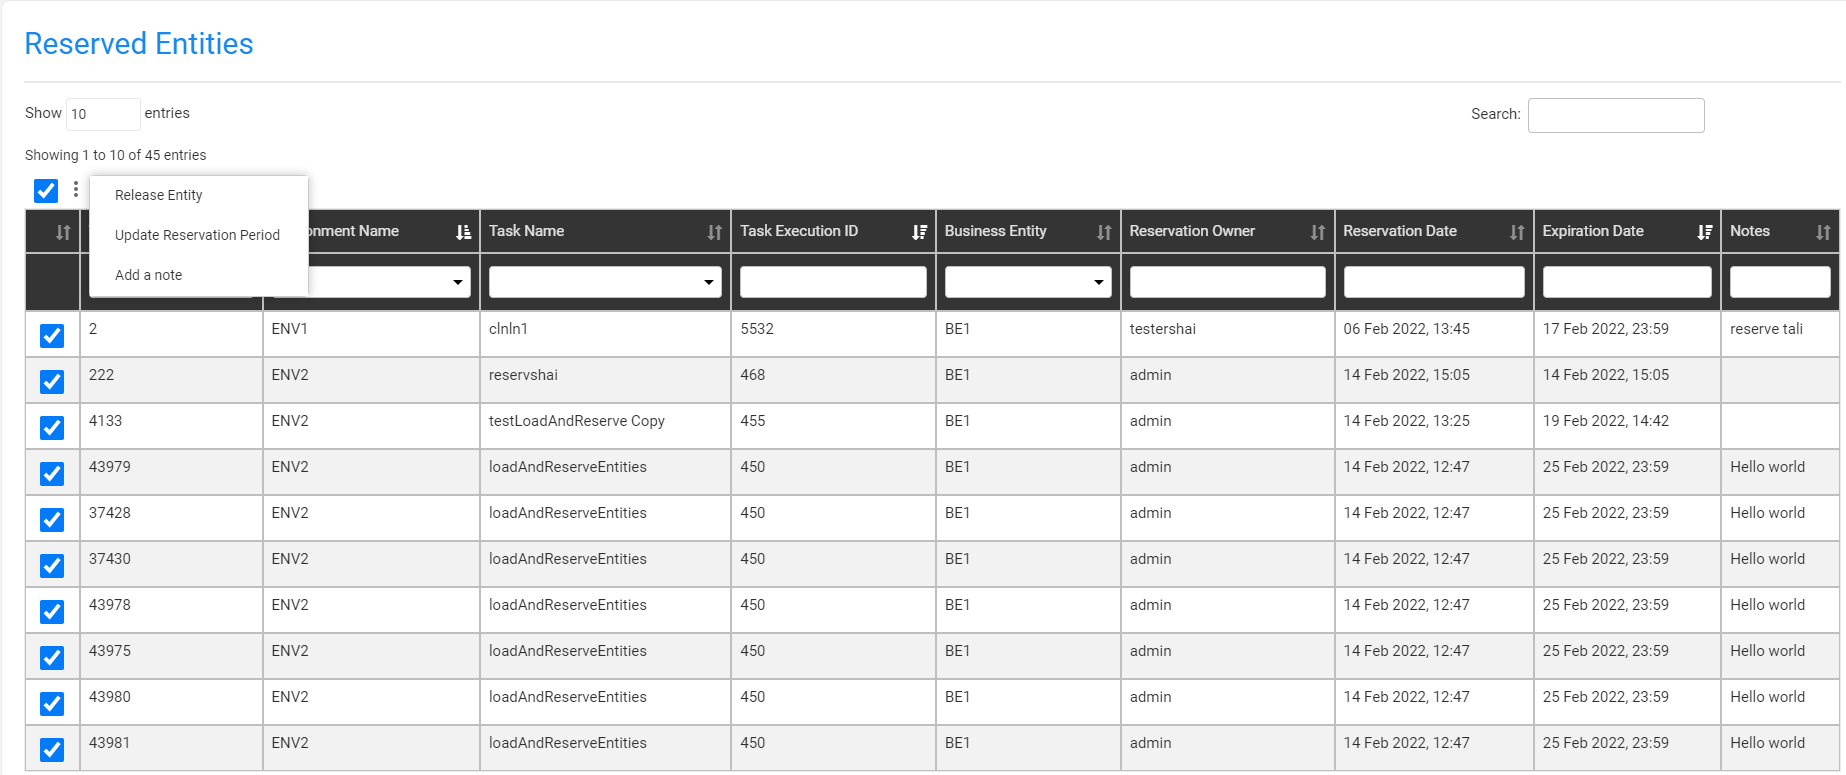 Reserved Entities
Show 10 entries
Search:
Showing 1 to 10 of 45 entries
Release Entity
Update Reservation Period
Add a note
onment Name Task Name Task Execution ID Business Entity Reservation Owner Reservation Date Expiration Date Notes
2 ENV1 clnln1 5532 BE1 testershai 06 Feb 2022, 13:45 17 Feb 2022, 23:59 reserve tali
222 ENV2 reservshai 468 BE1 admin 14 Feb 2022, 15:05 14 Feb 2022, 15:05
4133 ENV2 testLoadAndReserve Copy 455 BE1 admin 14 Feb 2022, 13:25 19 Feb 2022, 14:42
43979 ENV2 loadAndReserveEntities 450 BE1 admin 14 Feb 2022, 12:47 25 Feb 2022, 23:59 Hello world
37428 ENV2 loadAndReserveEntities 450 BE1 admin 14 Feb 2022, 12:47 25 Feb 2022, 23:59 Hello world
37430 ENV2 loadAndReserveEntities 450 BE1 admin 14 Feb 2022, 12:47 25 Feb 2022, 23:59 Hello world
43978 ENV2 loadAndReserveEntities 450 BE1 admin 14 Feb 2022, 12:47 25 Feb 2022, 23:59 Hello world
43975 ENV2 loadAndReserveEntities 450 BE1 admin 14 Feb 2022, 12:47 25 Feb 2022, 23:59 Hello world
43980 ENV2 loadAndReserveEntities 450 BE1 admin 14 Feb 2022, 12:47 25 Feb 2022, 23:59 Hello world
43981 ENV2 loadAndReserveEntities 450 BE1 admin 14 Feb 2022, 12:47 25 Feb 2022, 23:59 Hello world